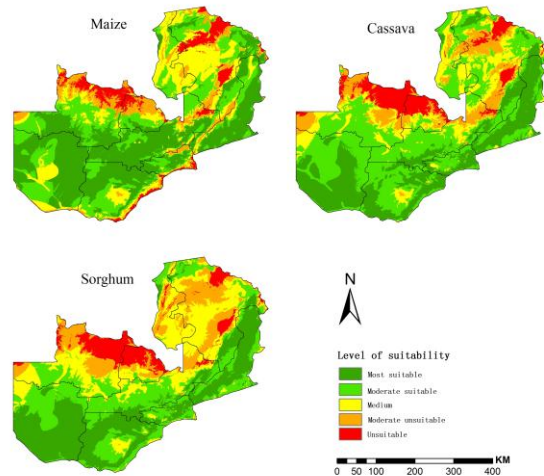 Maize
Cassava
Sorghum
N
Level of suitability
Most suitable
Moderate suitable
Medium
Moderate unsuitable
Unsuitable
KM
0 50 100 200 300 400